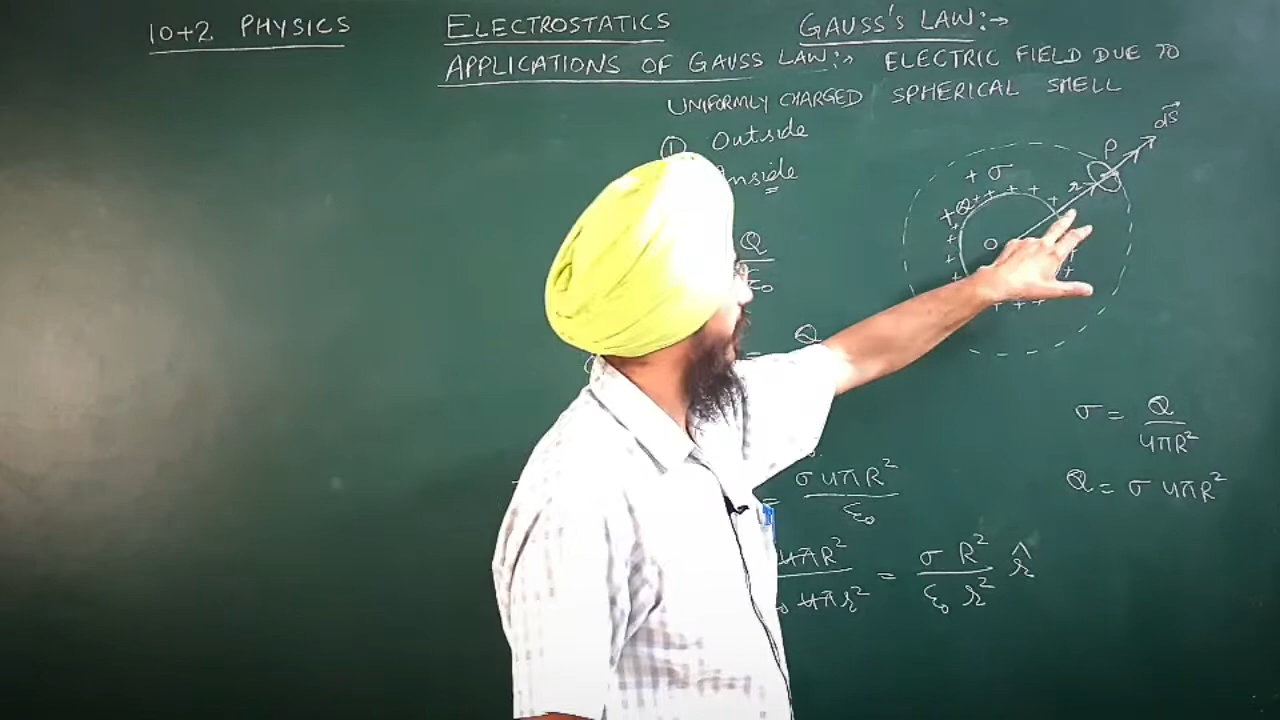 10+2 PHYSICS ELECTROSTATICS GAUSS'S LAW:→
APPLICATIONS OF GAUSS LAW:→ ELECTRIC FIELD DUE TO
UNIFORMLY CHARGED SPHERICAL SHELL
① Outside
Inside
Q
ε₀
dS⃗
P
r
+ σ
+Q
O
Q
σ = Q / 4πR²
Q = σ 4πR²
= σ 4πR² / ε₀
4πR² / ε₀ 4πr² = σ R² / ε₀ r² r̂